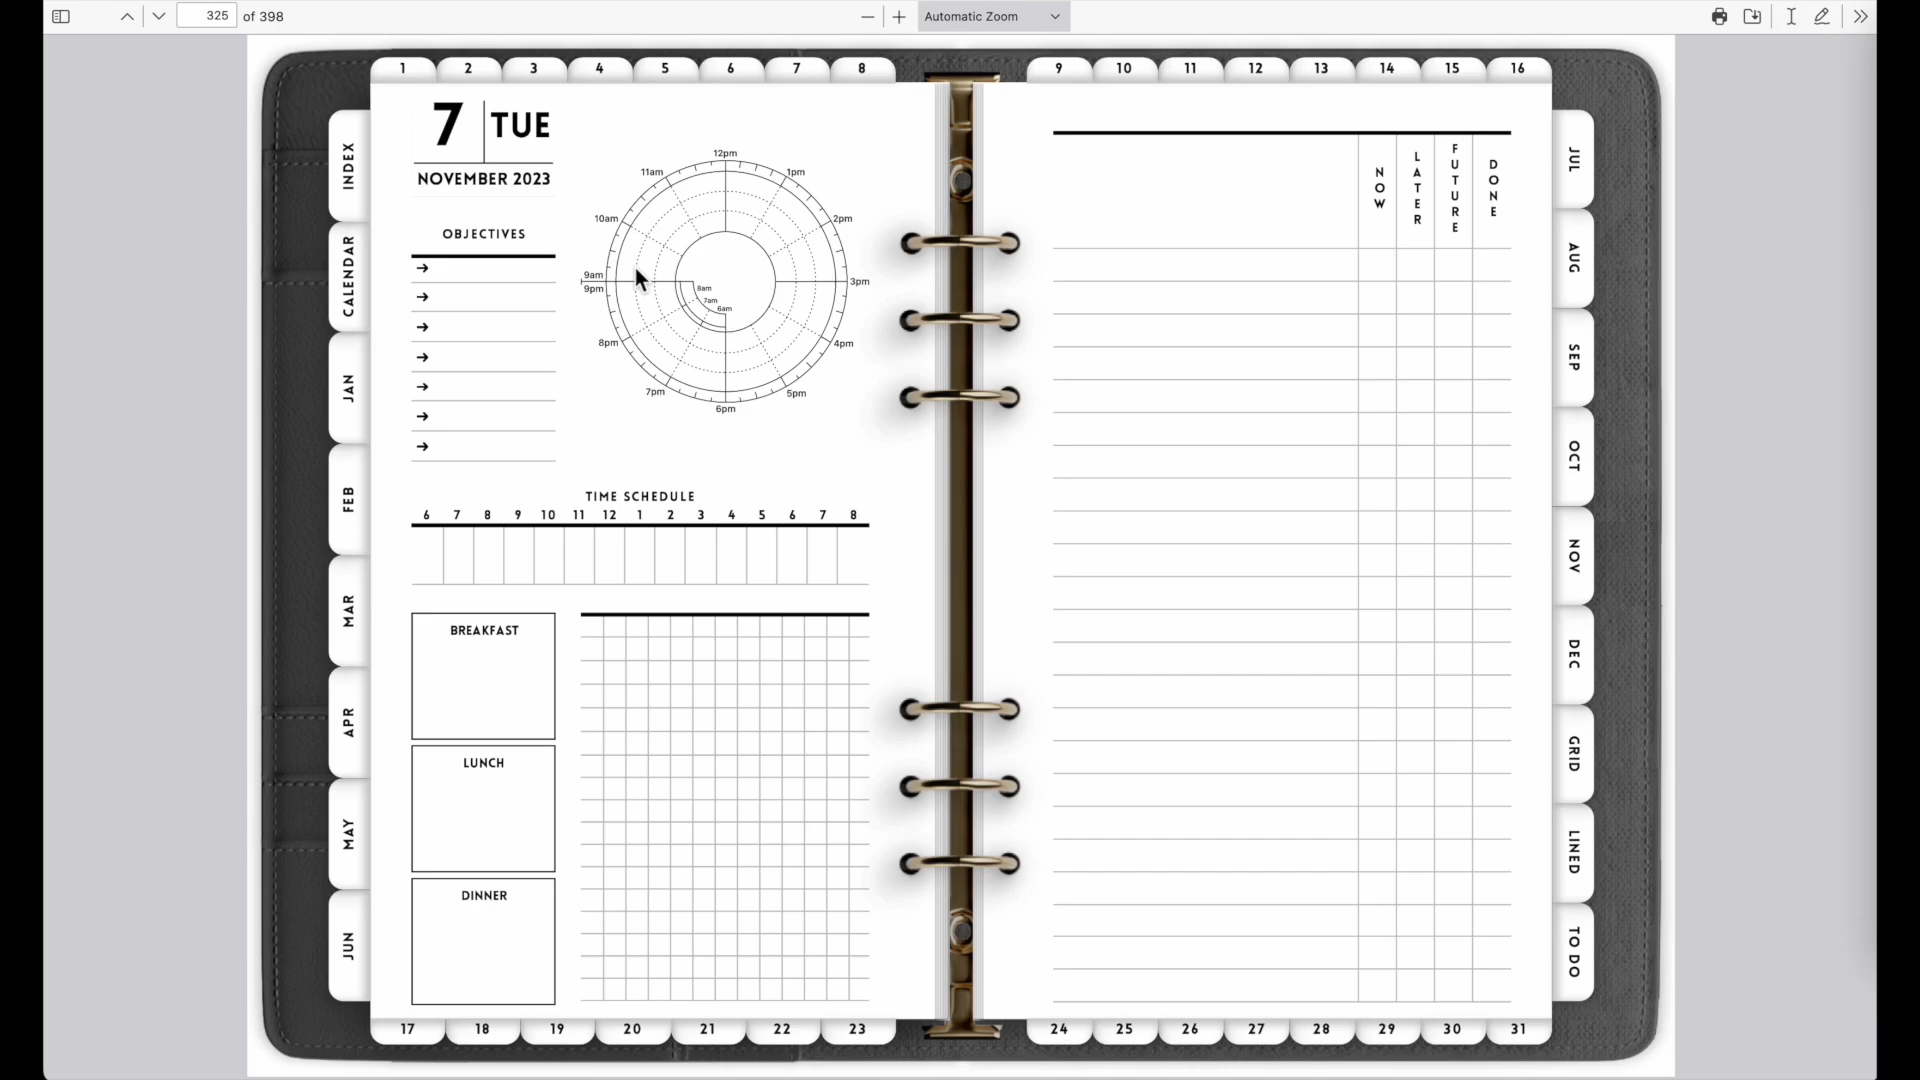 325 of 398
Automatic Zoom
1 2 3 4 5 6 7 8
9 10 11 12 13 14 15 16
INDEX
CALENDAR
JAN
FEB
MAR
APR
MAY
JUN
7 TUE
NOVEMBER 2023
OBJECTIVES
12pm
11am
1pm
10am
2pm
9am
9pm
3pm
8am
7am
6am
8pm
4pm
7pm
5pm
6pm
TIME SCHEDULE
6 7 8 9 10 11 12 1 2 3 4 5 6 7 8
BREAKFAST
LUNCH
DINNER
NOW
LATER
FUTURE
DONE
JUL
AUG
SEP
OCT
NOV
DEC
GRID
LINED
TO DO
17 18 19 20 21 22 23
24 25 26 27 28 29 30 31